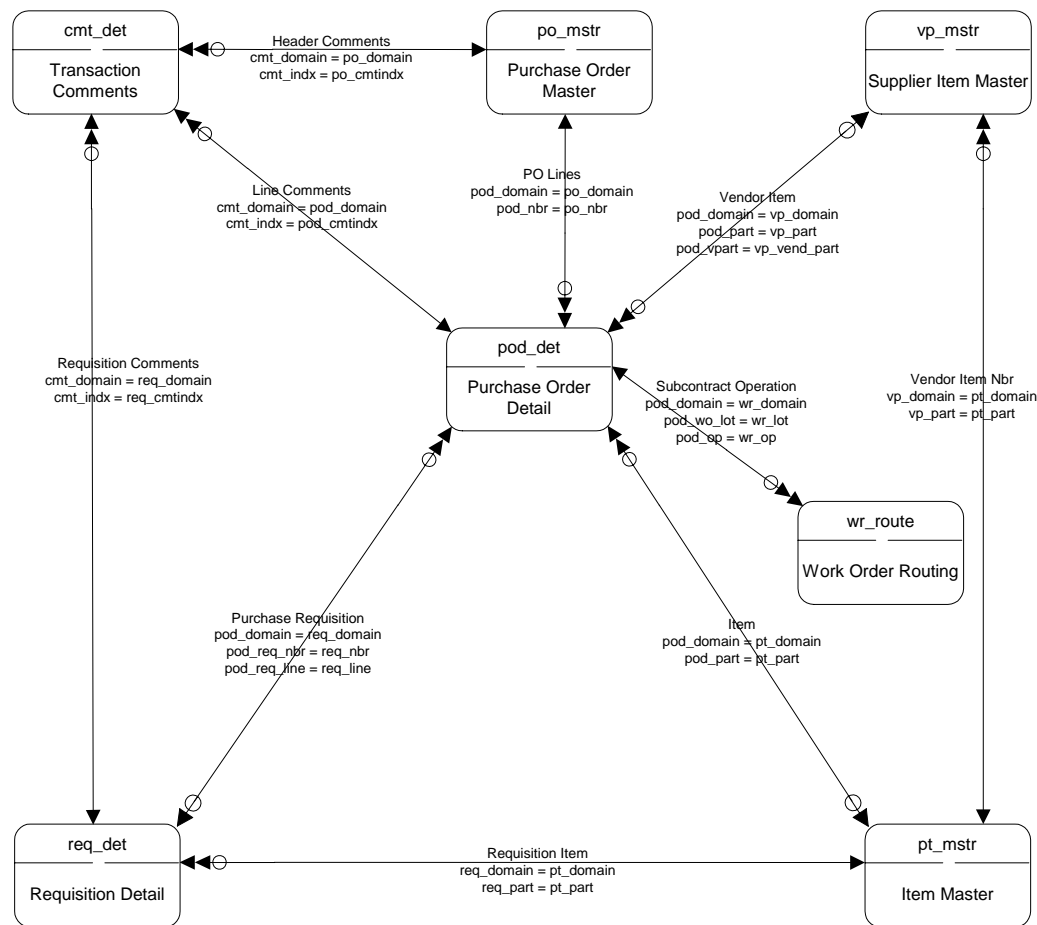 cmt_det
Transaction
Comments
Header Comments
cmt_domain = po_domain
cmt_indx = po_cmtindx
po_mstr
Purchase Order
Master
vp_mstr
Supplier Item Master
Line Comments
cmt_domain = pod_domain
cmt_indx = pod_cmtindx
PO Lines
pod_domain = po_domain
pod_nbr = po_nbr
Vendor Item
pod_domain = vp_domain
pod_part = vp_part
pod_vpart = vp_vend_part
Requisition Comments
cmt_domain = req_domain
cmt_indx = req_cmtindx
pod_det
Purchase Order
Detail
Subcontract Operation
pod_domain = wr_domain
pod_wo_lot = wr_lot
pod_op = wr_op
Vendor Item Nbr
vp_domain = pt_domain
vp_part = pt_part
wr_route
Work Order Routing
Purchase Requisition
pod_domain = req_domain
pod_req_nbr = req_nbr
pod_req_line = req_line
Item
pod_domain = pt_domain
pod_part = pt_part
req_det
Requisition Detail
Requisition Item
req_domain = pt_domain
req_part = pt_part
pt_mstr
Item Master